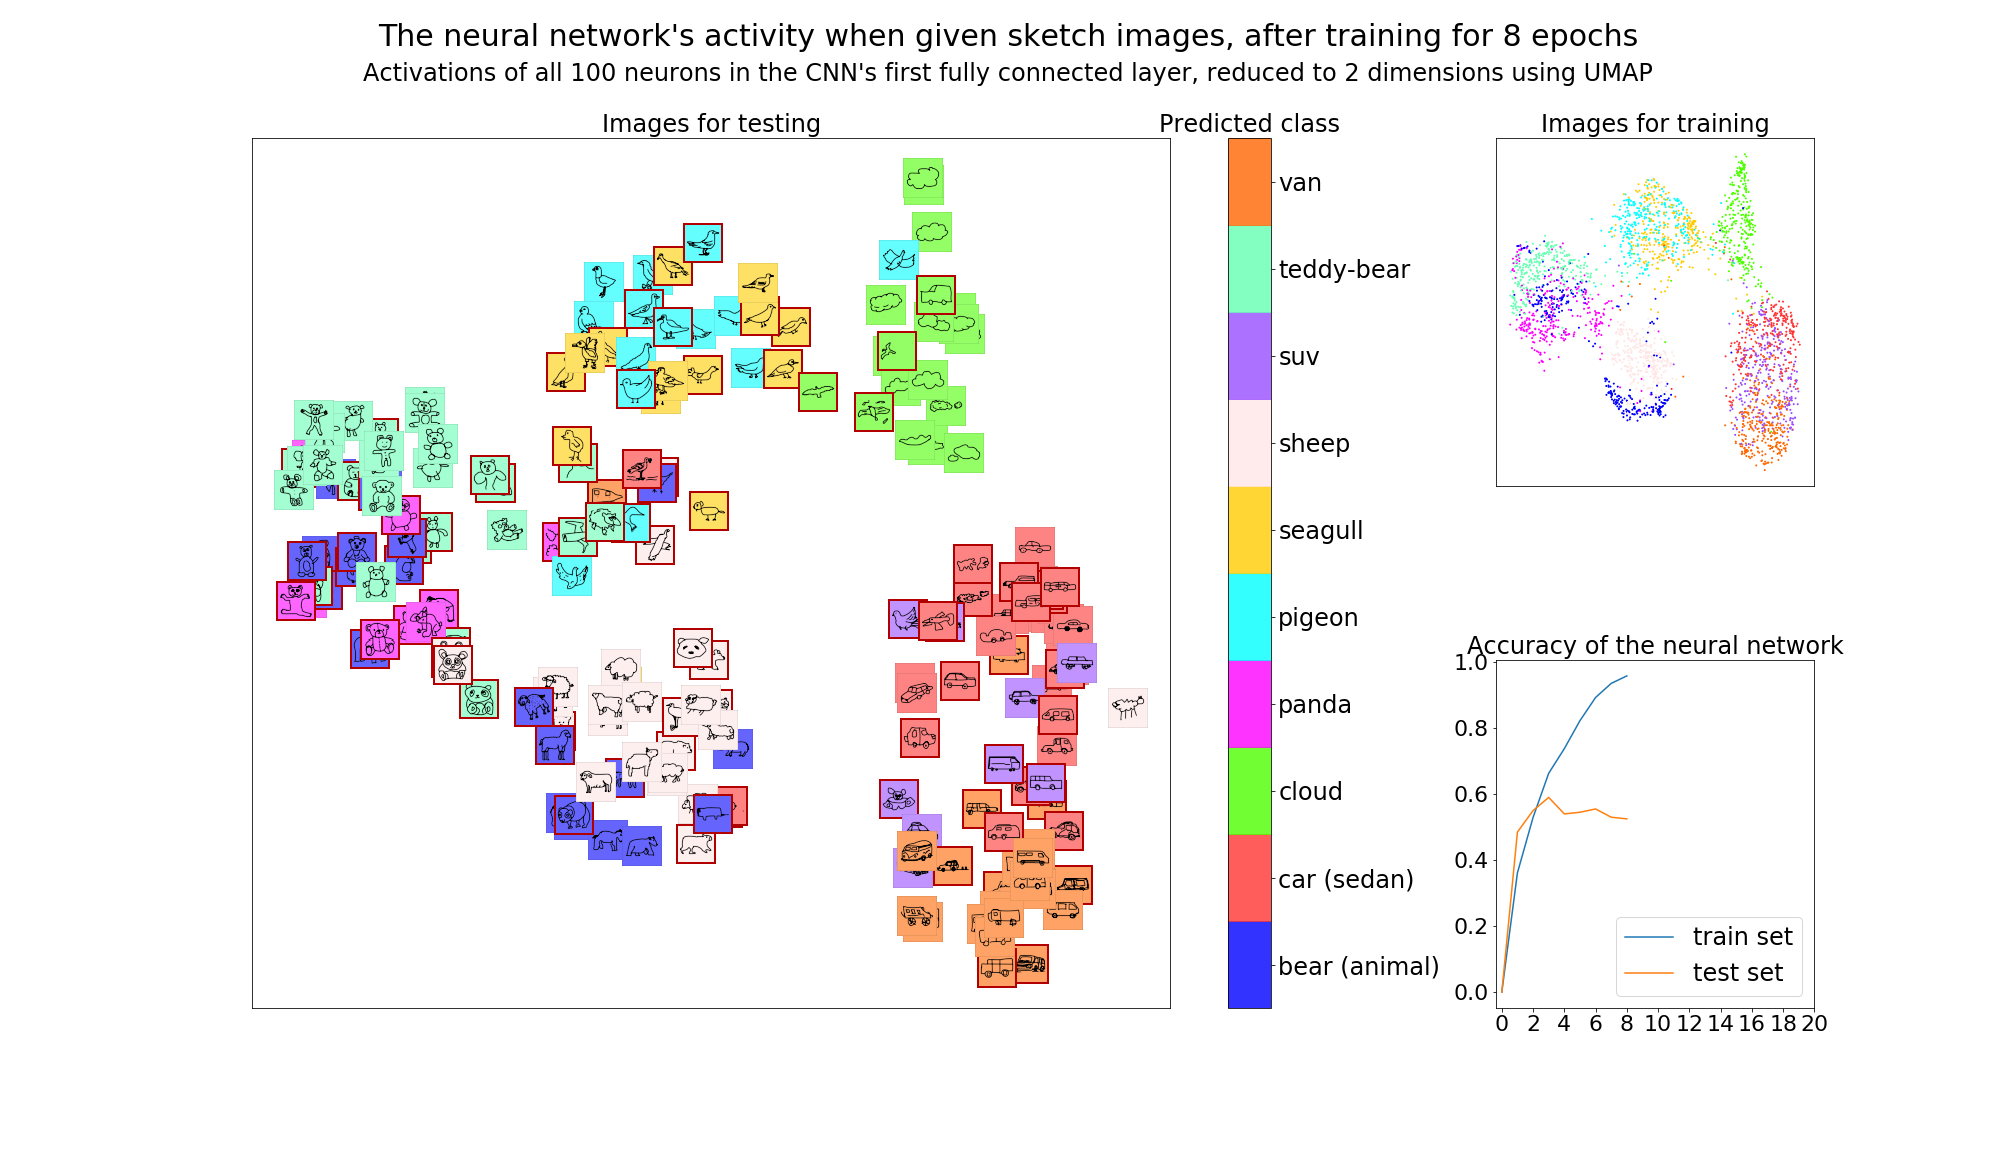 The neural network's activity when given sketch images, after training for 8 epochs
Activations of all 100 neurons in the CNN's first fully connected layer, reduced to 2 dimensions using UMAP
Images for testing
Predicted class
van
teddy-bear
suv
sheep
seagull
pigeon
panda
cloud
car (sedan)
bear (animal)
Images for training
Accuracy of the neural network
1.0
0.8
0.6
0.4
0.2
0.0
train set
test set
0 2 4 6 8 10 12 14 16 18 20